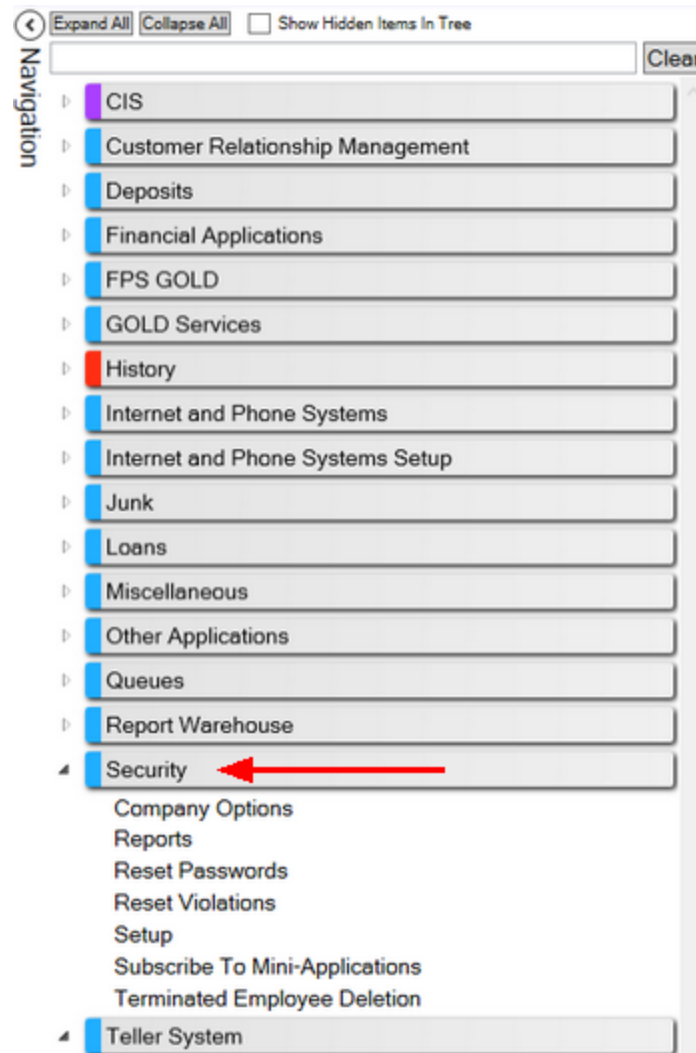 Expand All Collapse All Show Hidden Items In Tree
Clear
Navigation
CIS
Customer Relationship Management
Deposits
Financial Applications
FPS GOLD
GOLD Services
History
Internet and Phone Systems
Internet and Phone Systems Setup
Junk
Loans
Miscellaneous
Other Applications
Queues
Report Warehouse
Security
Company Options
Reports
Reset Passwords
Reset Violations
Setup
Subscribe To Mini-Applications
Terminated Employee Deletion
Teller System